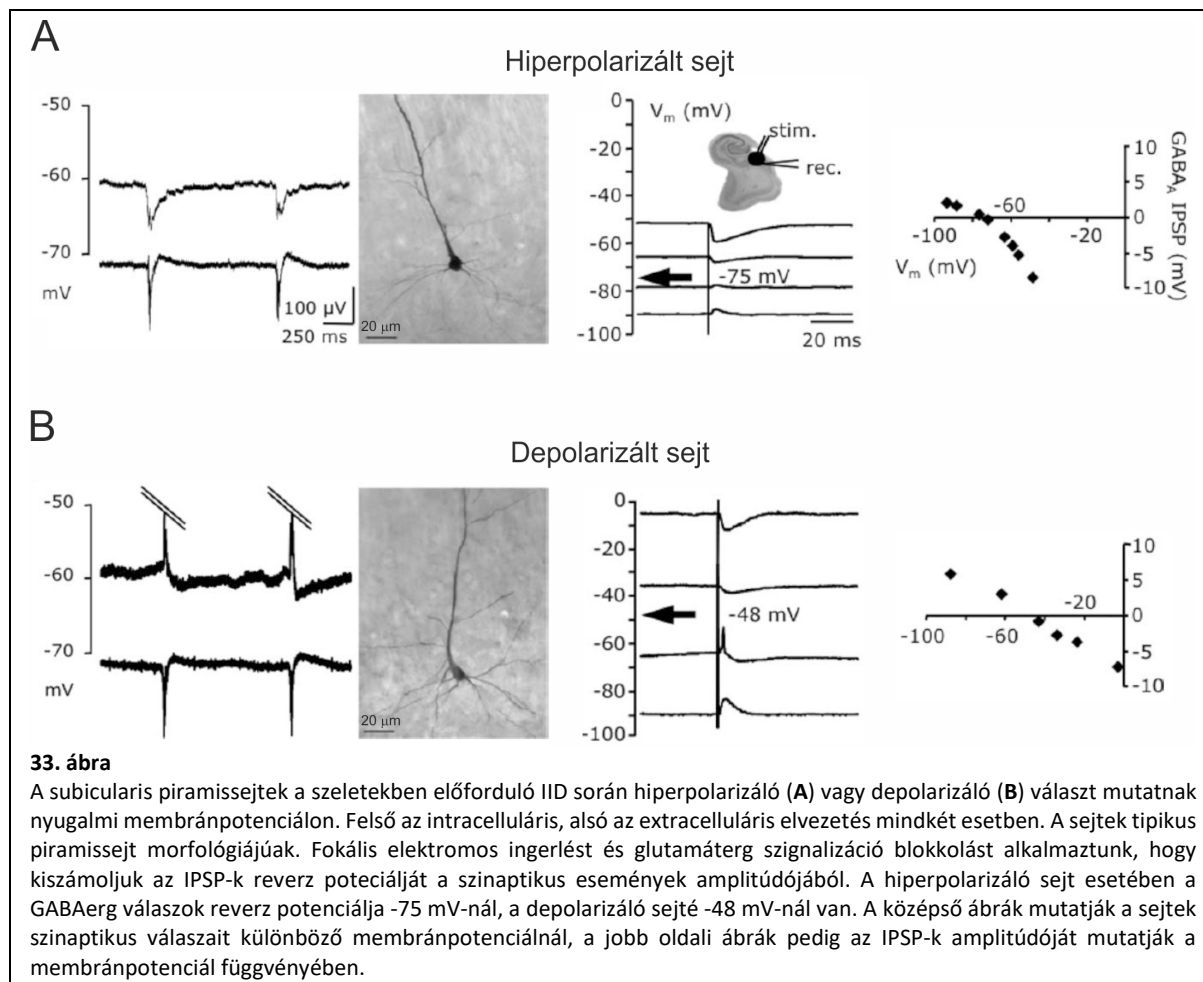 A
Hiperpolarizált sejt
-50
-60
-70
mV
100 µV
250 ms
20 µm
0
Vm (mV)
-20
-40
-60
-80
-100
stim.
rec.
-75 mV
20 ms
10
5
0
-5
-10
-60
-100
-20
Vm (mV)
GABAA IPSP (mV)
B
Depolarizált sejt
-50
-60
-70
mV
20 µm
0
-20
-40
-60
-80
-100
-48 mV
10
5
0
-5
-10
-20
-100
-60
33. ábra
A subicularis piramissejtek a szeletekben előforduló IID során hiperpolarizáló (A) vagy depolarizáló (B) választ mutatnak
nyugalmi membránpotenciálon. Felső az intracelluláris, alsó az extracelluláris elvezetés mindkét esetben. A sejtek tipikus
piramissejt morfológiájúak. Fokális elektromos ingerlést és glutamáterg szignalizáció blokkolást alkalmaztunk, hogy
kiszámoljuk az IPSP-k reverz poteciálját a szinaptikus események amplitúdójából. A hiperpolarizáló sejt esetében a
GABAerg válaszok reverz potenciálja -75 mV-nál, a depolarizáló sejté -48 mV-nál van. A középső ábrák mutatják a sejtek
szinaptikus válaszait különböző membránpotenciálnál, a jobb oldali ábrák pedig az IPSP-k amplitúdóját mutatják a
membránpotenciál függvényében.